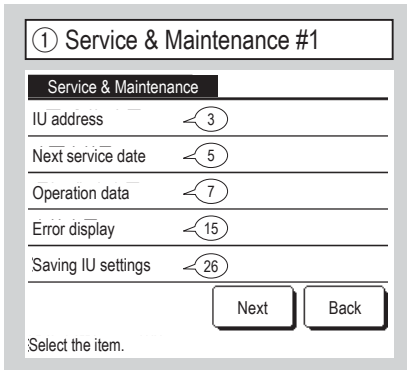 ① Service & Maintenance #1
Service & Maintenance
IU address 3
Next service date 5
Operation data 7
Error display 15
Saving IU settings 26
Next Back
Select the item.